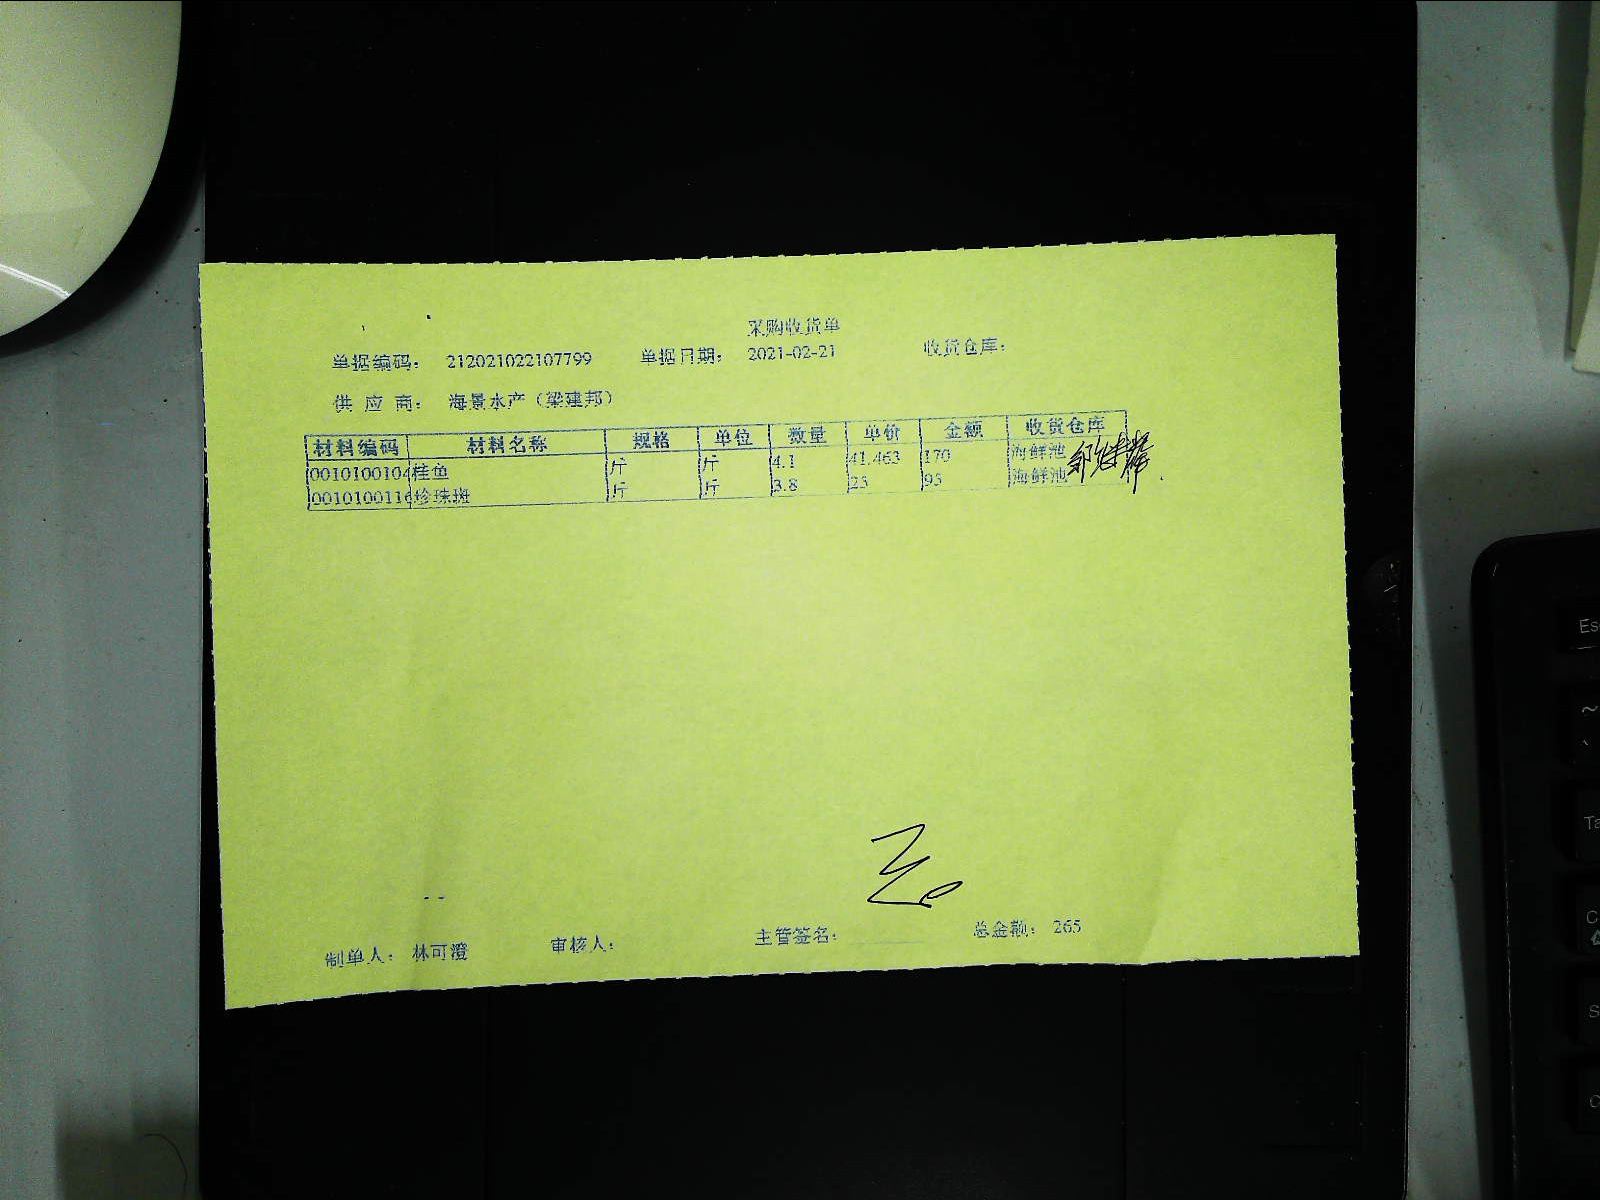 采购收货单
单据编码： 212021022107799 单据日期： 2021-02-21 收货仓库：
供 应 商： 海景水产（梁建邦）
材料编码 材料名称 规格 单位 数量 单价 金额 收货仓库
0010100104 桂鱼 斤 斤 4.1 41.463 170 海鲜池
0010100116 珍珠斑 斤 斤 3.8 25 95 海鲜池
制单人： 林可澄 审核人： 主管签名： 总金额： 265